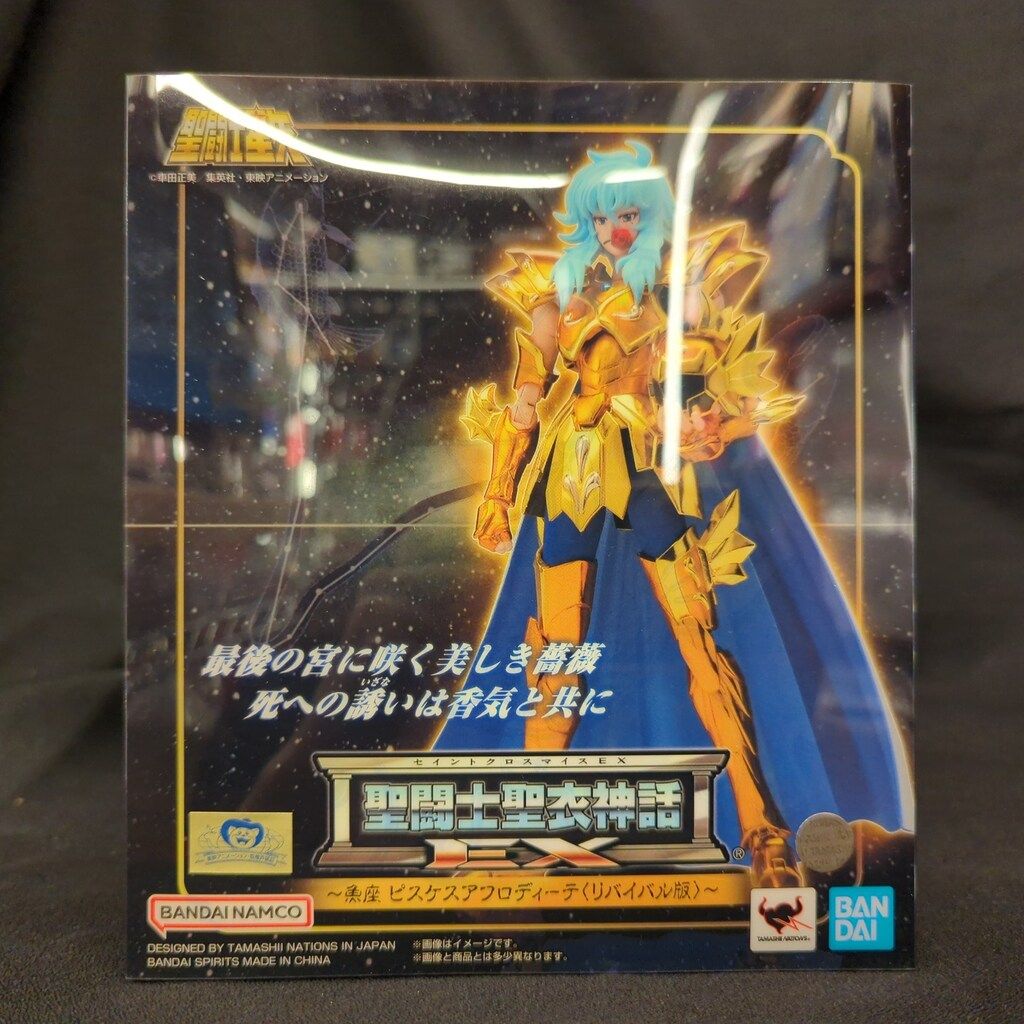 聖闘士星矢
©車田正美／集英社・東映アニメーション
最後の宮に咲く美しき薔薇
いざな
死への誘いは香気と共に
セイントクロスマイスEX
聖闘士聖衣神話
EX
®
～魚座 ピスケスアフロディーテ〈リバイバル版〉～
BANDAI NAMCO
DESIGNED BY TAMASHII NATIONS IN JAPAN
BANDAI SPIRITS MADE IN CHINA
※画像はイメージです。
※画像と商品とは多少異なります。
TAMASHII NATIONS
BAN
DAI